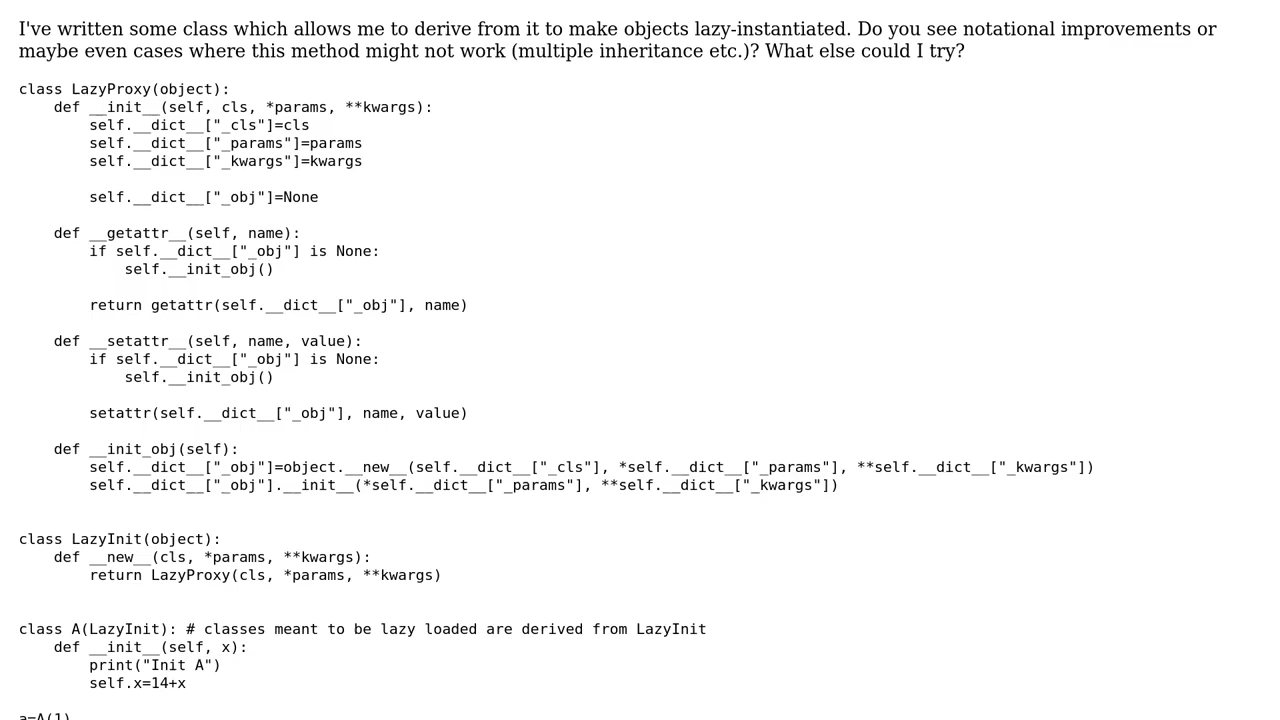 I've written some class which allows me to derive from it to make objects lazy-instantiated. Do you see notational improvements or
maybe even cases where this method might not work (multiple inheritance etc.)? What else could I try?
class LazyProxy(object):
    def __init__(self, cls, *params, **kwargs):
        self.__dict__["_cls"]=cls
        self.__dict__["_params"]=params
        self.__dict__["_kwargs"]=kwargs

        self.__dict__["_obj"]=None

    def __getattr__(self, name):
        if self.__dict__["_obj"] is None:
            self.__init_obj()

        return getattr(self.__dict__["_obj"], name)

    def __setattr__(self, name, value):
        if self.__dict__["_obj"] is None:
            self.__init_obj()

        setattr(self.__dict__["_obj"], name, value)

    def __init_obj(self):
        self.__dict__["_obj"]=object.__new__(self.__dict__["_cls"], *self.__dict__["_params"], **self.__dict__["_kwargs"])
        self.__dict__["_obj"].__init__(*self.__dict__["_params"], **self.__dict__["_kwargs"])


class LazyInit(object):
    def __new__(cls, *params, **kwargs):
        return LazyProxy(cls, *params, **kwargs)


class A(LazyInit): # classes meant to be lazy loaded are derived from LazyInit
    def __init__(self, x):
        print("Init A")
        self.x=14+x

a=A(1)